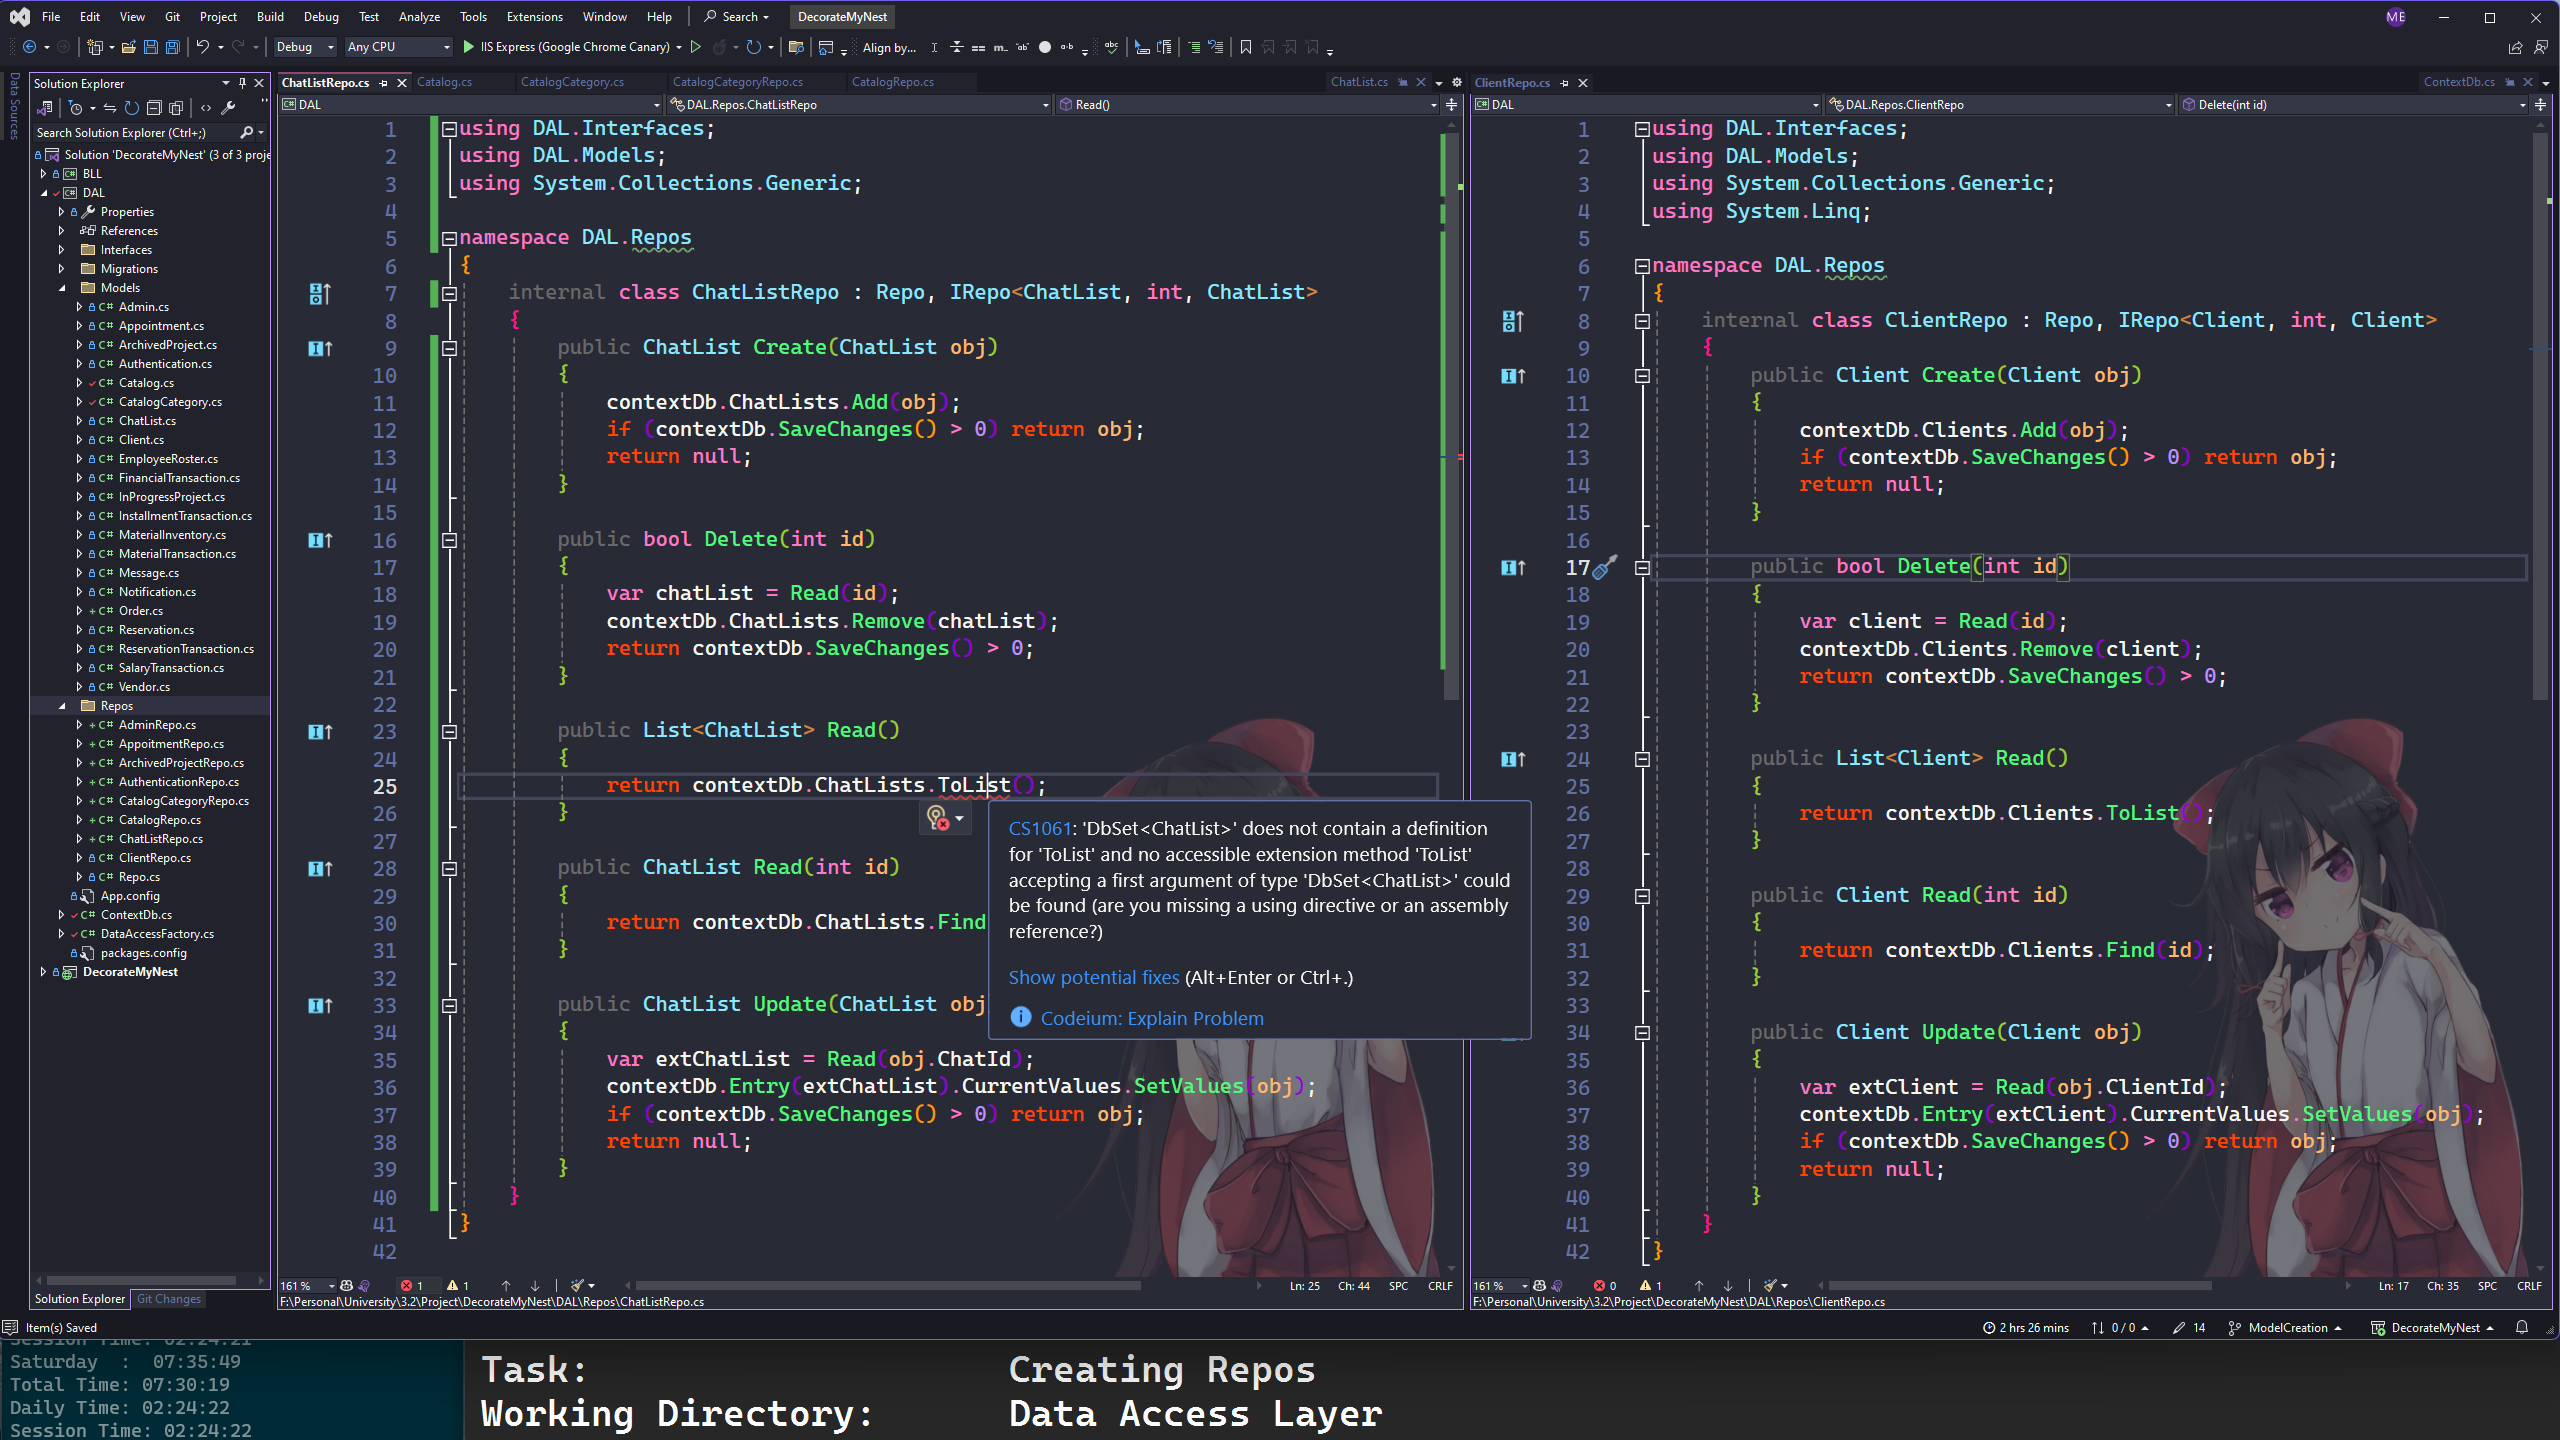 File Edit View Git Project Build Debug Test Analyze Tools Extensions Window Help Search DecorateMyNest ME
Debug Any CPU IIS Express (Google Chrome Canary) Align by...
Data Sources
Solution Explorer
Search Solution Explorer (Ctrl+;)
Solution 'DecorateMyNest' (3 of 3 proje
BLL
DAL
Properties
References
Interfaces
Migrations
Models
C# Admin.cs
C# Appointment.cs
C# ArchivedProject.cs
C# Authentication.cs
C# Catalog.cs
C# CatalogCategory.cs
C# ChatList.cs
C# Client.cs
C# EmployeeRoster.cs
C# FinancialTransaction.cs
C# InProgressProject.cs
C# InstallmentTransaction.cs
C# MaterialInventory.cs
C# MaterialTransaction.cs
C# Message.cs
C# Notification.cs
+ C# Order.cs
C# Reservation.cs
C# ReservationTransaction.cs
C# SalaryTransaction.cs
C# Vendor.cs
Repos
+ C# AdminRepo.cs
+ C# AppoitmentRepo.cs
+ C# ArchivedProjectRepo.cs
+ C# AuthenticationRepo.cs
+ C# CatalogCategoryRepo.cs
+ C# CatalogRepo.cs
+ C# ChatListRepo.cs
C# ClientRepo.cs
C# Repo.cs
App.config
C# ContextDb.cs
C# DataAccessFactory.cs
packages.config
DecorateMyNest
Solution Explorer Git Changes
ChatListRepo.cs Catalog.cs CatalogCategory.cs CatalogCategoryRepo.cs CatalogRepo.cs ChatList.cs
DAL DAL.Repos.ChatListRepo Read()
1 using DAL.Interfaces;
2 using DAL.Models;
3 using System.Collections.Generic;
4
5 namespace DAL.Repos
6 {
7 internal class ChatListRepo : Repo, IRepo<ChatList, int, ChatList>
8 {
9 public ChatList Create(ChatList obj)
10 {
11 contextDb.ChatLists.Add(obj);
12 if (contextDb.SaveChanges() > 0) return obj;
13 return null;
14 }
15
16 public bool Delete(int id)
17 {
18 var chatList = Read(id);
19 contextDb.ChatLists.Remove(chatList);
20 return contextDb.SaveChanges() > 0;
21 }
22
23 public List<ChatList> Read()
24 {
25 return contextDb.ChatLists.ToList();
26 }
27
28 public ChatList Read(int id)
29 {
30 return contextDb.ChatLists.Find
31 }
32
33 public ChatList Update(ChatList obj
34 {
35 var extChatList = Read(obj.ChatId);
36 contextDb.Entry(extChatList).CurrentValues.SetValues(obj);
37 if (contextDb.SaveChanges() > 0) return obj;
38 return null;
39 }
40 }
41 }
42
CS1061: 'DbSet<ChatList>' does not contain a definition
for 'ToList' and no accessible extension method 'ToList'
accepting a first argument of type 'DbSet<ChatList>' could
be found (are you missing a using directive or an assembly
reference?)
Show potential fixes (Alt+Enter or Ctrl+.)
Codeium: Explain Problem
161 % 1 1 Ln: 25 Ch: 44 SPC CRLF
F:\Personal\University\3.2\Project\DecorateMyNest\DAL\Repos\ChatListRepo.cs
ClientRepo.cs ContextDb.cs
DAL DAL.Repos.ClientRepo Delete(int id)
1 using DAL.Interfaces;
2 using DAL.Models;
3 using System.Collections.Generic;
4 using System.Linq;
5
6 namespace DAL.Repos
7 {
8 internal class ClientRepo : Repo, IRepo<Client, int, Client>
9 {
10 public Client Create(Client obj)
11 {
12 contextDb.Clients.Add(obj);
13 if (contextDb.SaveChanges() > 0) return obj;
14 return null;
15 }
16
17 public bool Delete(int id)
18 {
19 var client = Read(id);
20 contextDb.Clients.Remove(client);
21 return contextDb.SaveChanges() > 0;
22 }
23
24 public List<Client> Read()
25 {
26 return contextDb.Clients.ToList();
27 }
28
29 public Client Read(int id)
30 {
31 return contextDb.Clients.Find(id);
32 }
33
34 public Client Update(Client obj)
35 {
36 var extClient = Read(obj.ClientId);
37 contextDb.Entry(extClient).CurrentValues.SetValues(obj);
38 if (contextDb.SaveChanges() > 0) return obj;
39 return null;
40 }
41 }
42 }
161 % 0 1 Ln: 17 Ch: 35 SPC CRLF
F:\Personal\University\3.2\Project\DecorateMyNest\DAL\Repos\ClientRepo.cs
Item(s) Saved 2 hrs 26 mins 0 / 0 14 ModelCreation DecorateMyNest
Session Time: 02:24:21
Saturday : 07:35:49
Total Time: 07:30:19
Daily Time: 02:24:22
Session Time: 02:24:22
Task: Creating Repos
Working Directory: Data Access Layer